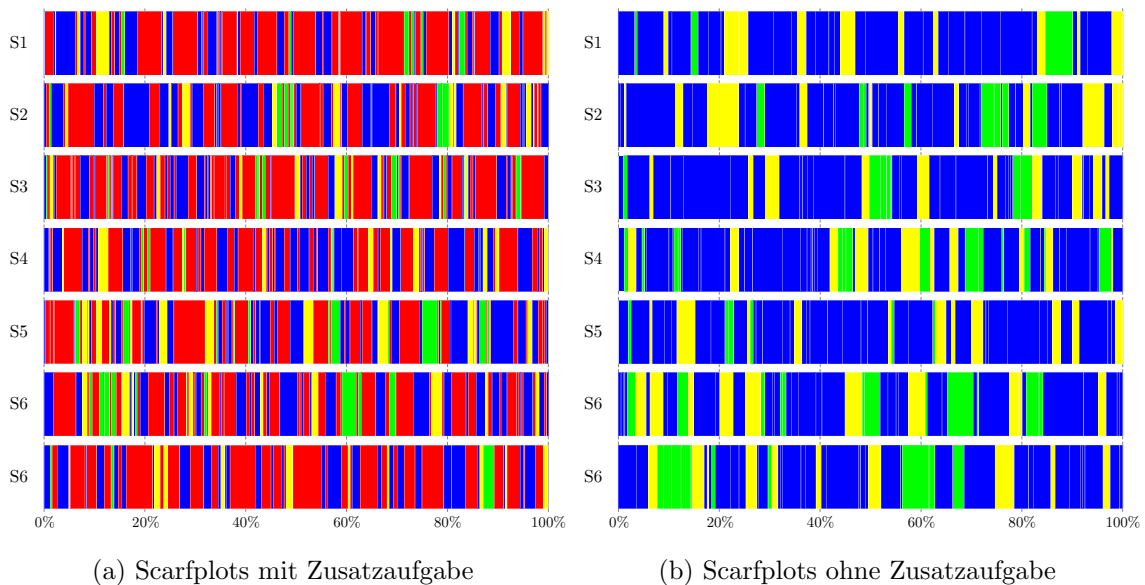 S1
S2
S3
S4
S5
S6
S6
0% 20% 40% 60% 80% 100%
(a) Scarfplots mit Zusatzaufgabe
S1
S2
S3
S4
S5
S6
S6
0% 20% 40% 60% 80% 100%
(b) Scarfplots ohne Zusatzaufgabe